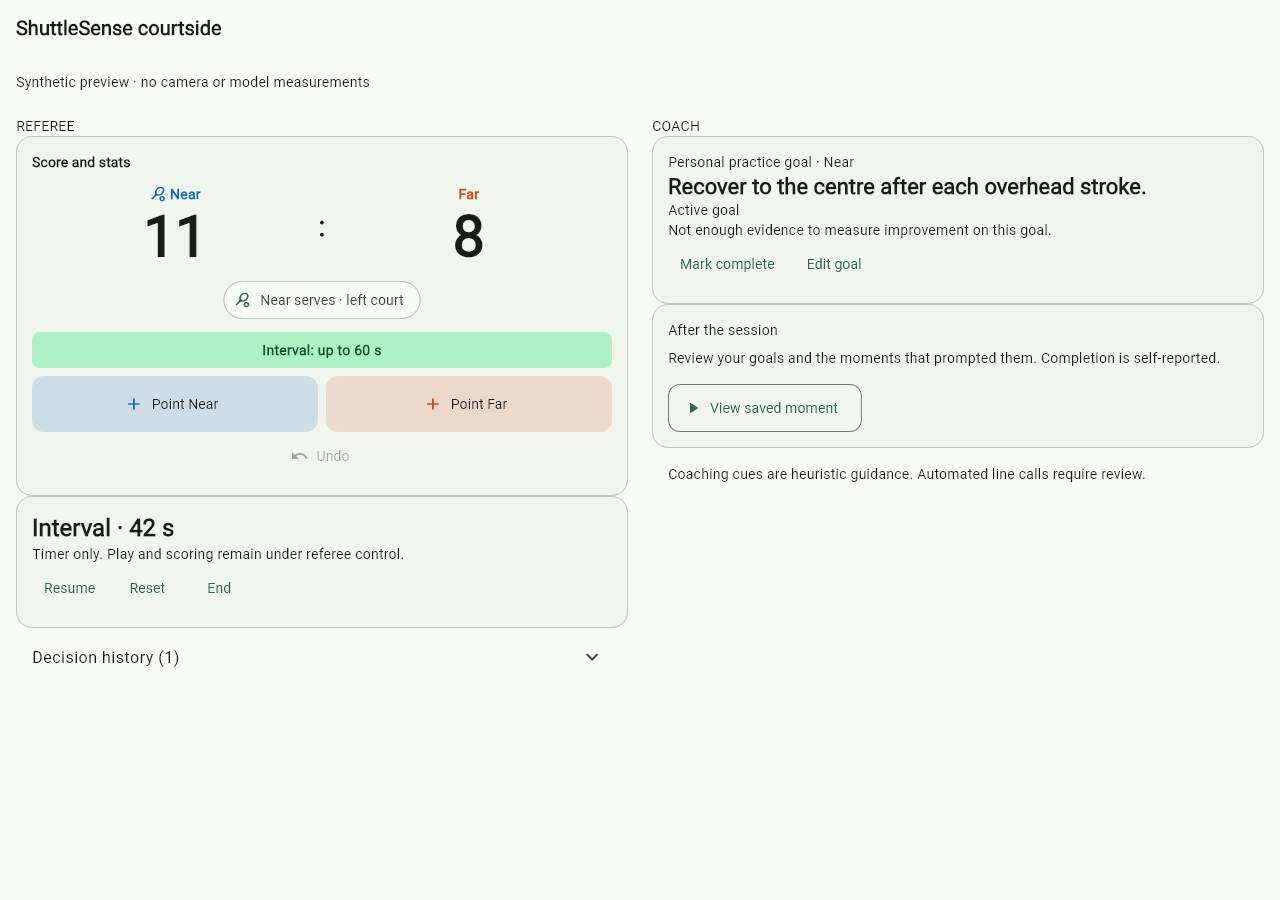 ShuttleSense courtside
Synthetic preview · no camera or model measurements
REFEREE
Score and stats
Near
Far
11
:
8
Near serves · left court
Interval: up to 60 s
Point Near
Point Far
Undo
Interval · 42 s
Timer only. Play and scoring remain under referee control.
Resume
Reset
End
Decision history (1)
COACH
Personal practice goal · Near
Recover to the centre after each overhead stroke.
Active goal
Not enough evidence to measure improvement on this goal.
Mark complete
Edit goal
After the session
Review your goals and the moments that prompted them. Completion is self-reported.
View saved moment
Coaching cues are heuristic guidance. Automated line calls require review.